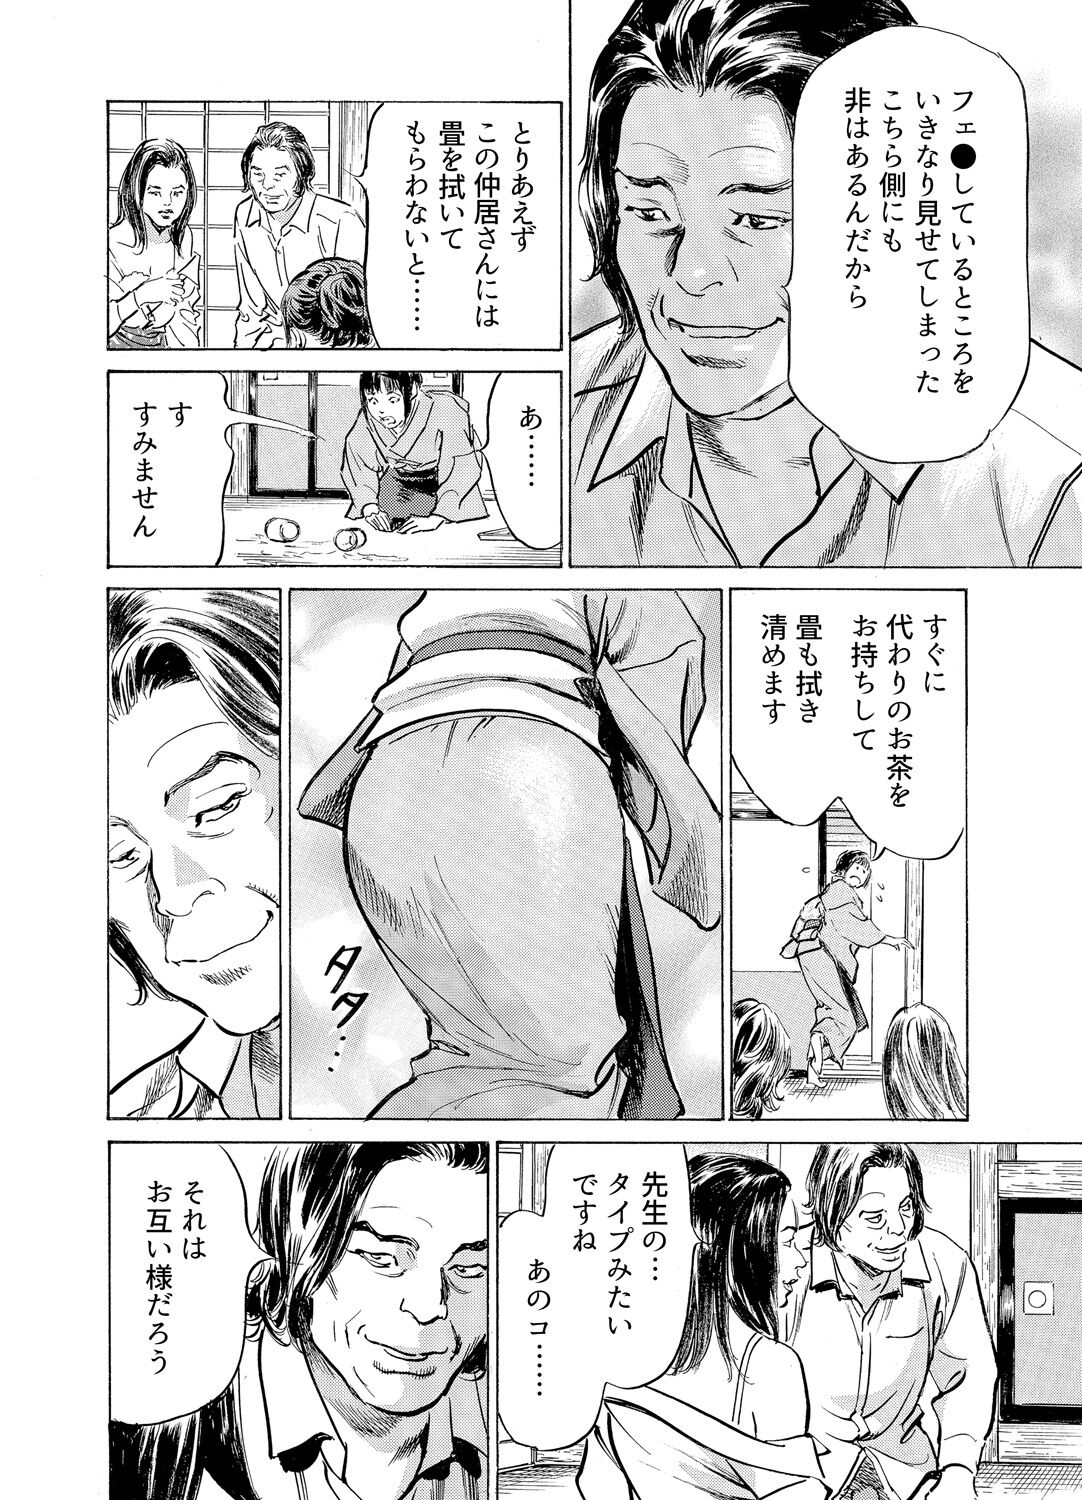 フェ●しているところを
いきなり見せてしまった
こちら側にも
非はあるんだから
とりあえず
この仲居さんには
畳を拭いて
もらわないと……
あ……
す
すみません
すぐに
代わりのお茶を
お持ちして
畳も拭き
清めます
タタ…
先生の…
タイプみたい
ですね
あのコ……
それは
お互い様だろう